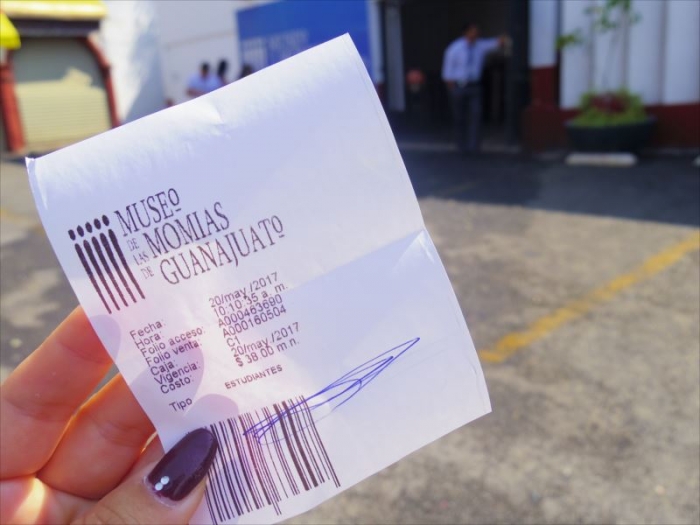 MUSEO
DE LAS MOMIAS
DE GUANAJUATO
Fecha: 20/may./2017
Hora: 10:10:35 a. m.
Folio acceso: A000463690
Folio venta: A000160504
Caja: C1
Vigencia: 20/may./2017
Costo: $ 38.00 m.n.
Tipo ESTUDIANTES